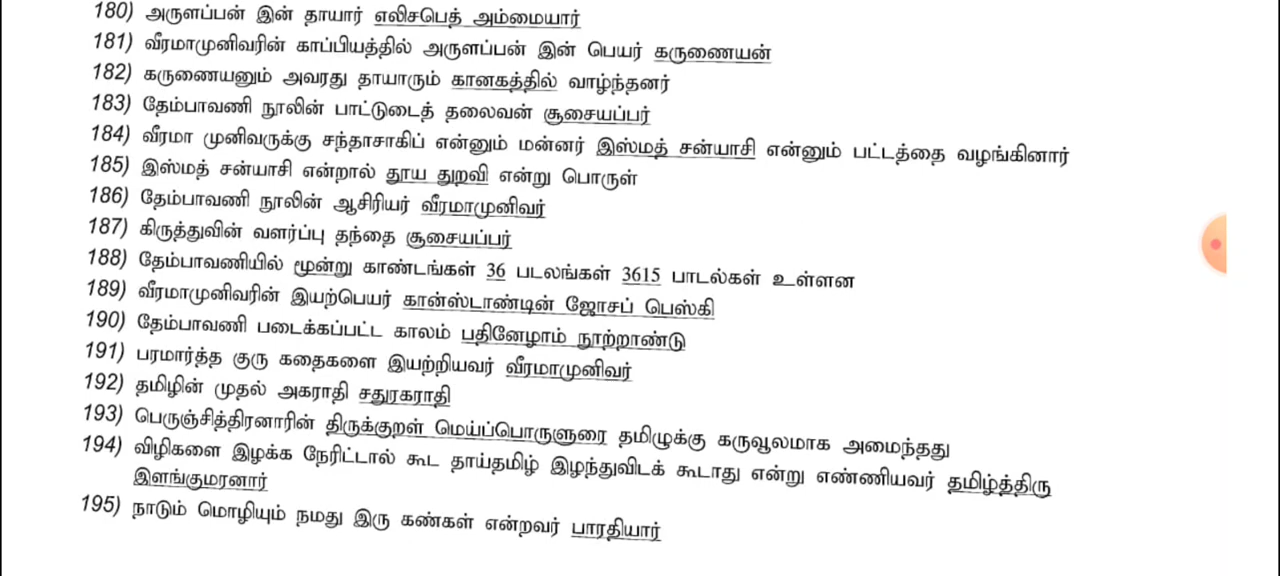 180) அருளப்பன் இன் தாயார் எலிசபெத் அம்மையார்
181) வீரமாமுனிவரின் காப்பியத்தில் அருளப்பன் இன் பெயர் கருணையன்
182) கருணையனும் அவரது தாயாரும் கானகத்தில் வாழ்ந்தனர்
183) தேம்பாவணி நூலின் பாட்டுடைத் தலைவன் சூசையப்பர்
184) வீரமா முனிவருக்கு சந்தாசாகிப் என்னும் மன்னர் இஸ்மத் சன்யாசி என்னும் பட்டத்தை வழங்கினார்
185) இஸ்மத் சன்யாசி என்றால் தூய துறவி என்று பொருள்
186) தேம்பாவணி நூலின் ஆசிரியர் வீரமாமுனிவர்
187) கிருத்துவின் வளர்ப்பு தந்தை சூசையப்பர்
188) தேம்பாவணியில் மூன்று காண்டங்கள் 36 படலங்கள் 3615 பாடல்கள் உள்ளன
189) வீரமாமுனிவரின் இயற்பெயர் கான்ஸ்டாண்டின் ஜோசப் பெஸ்கி
190) தேம்பாவணி படைக்கப்பட்ட காலம் பதினேழாம் நூற்றாண்டு
191) பரமார்த்த குரு கதைகளை இயற்றியவர் வீரமாமுனிவர்
192) தமிழின் முதல் அகராதி சதுரகராதி
193) பெருஞ்சித்திரனாரின் திருக்குறள் மெய்ப்பொருளுரை தமிழுக்கு கருவூலமாக அமைந்தது
194) விழிகளை இழக்க நேரிட்டால் கூட தாய்தமிழ் இழந்துவிடக் கூடாது என்று எண்ணியவர் தமிழ்த்திரு
இளங்குமரனார்
195) நாடும் மொழியும் நமது இரு கண்கள் என்றவர் பாரதியார்